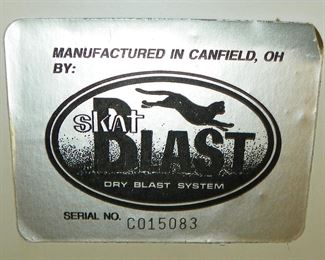 MANUFACTURED IN CANFIELD, OH
BY:
skat
BLAST
DRY BLAST SYSTEM
SERIAL NO. C015083